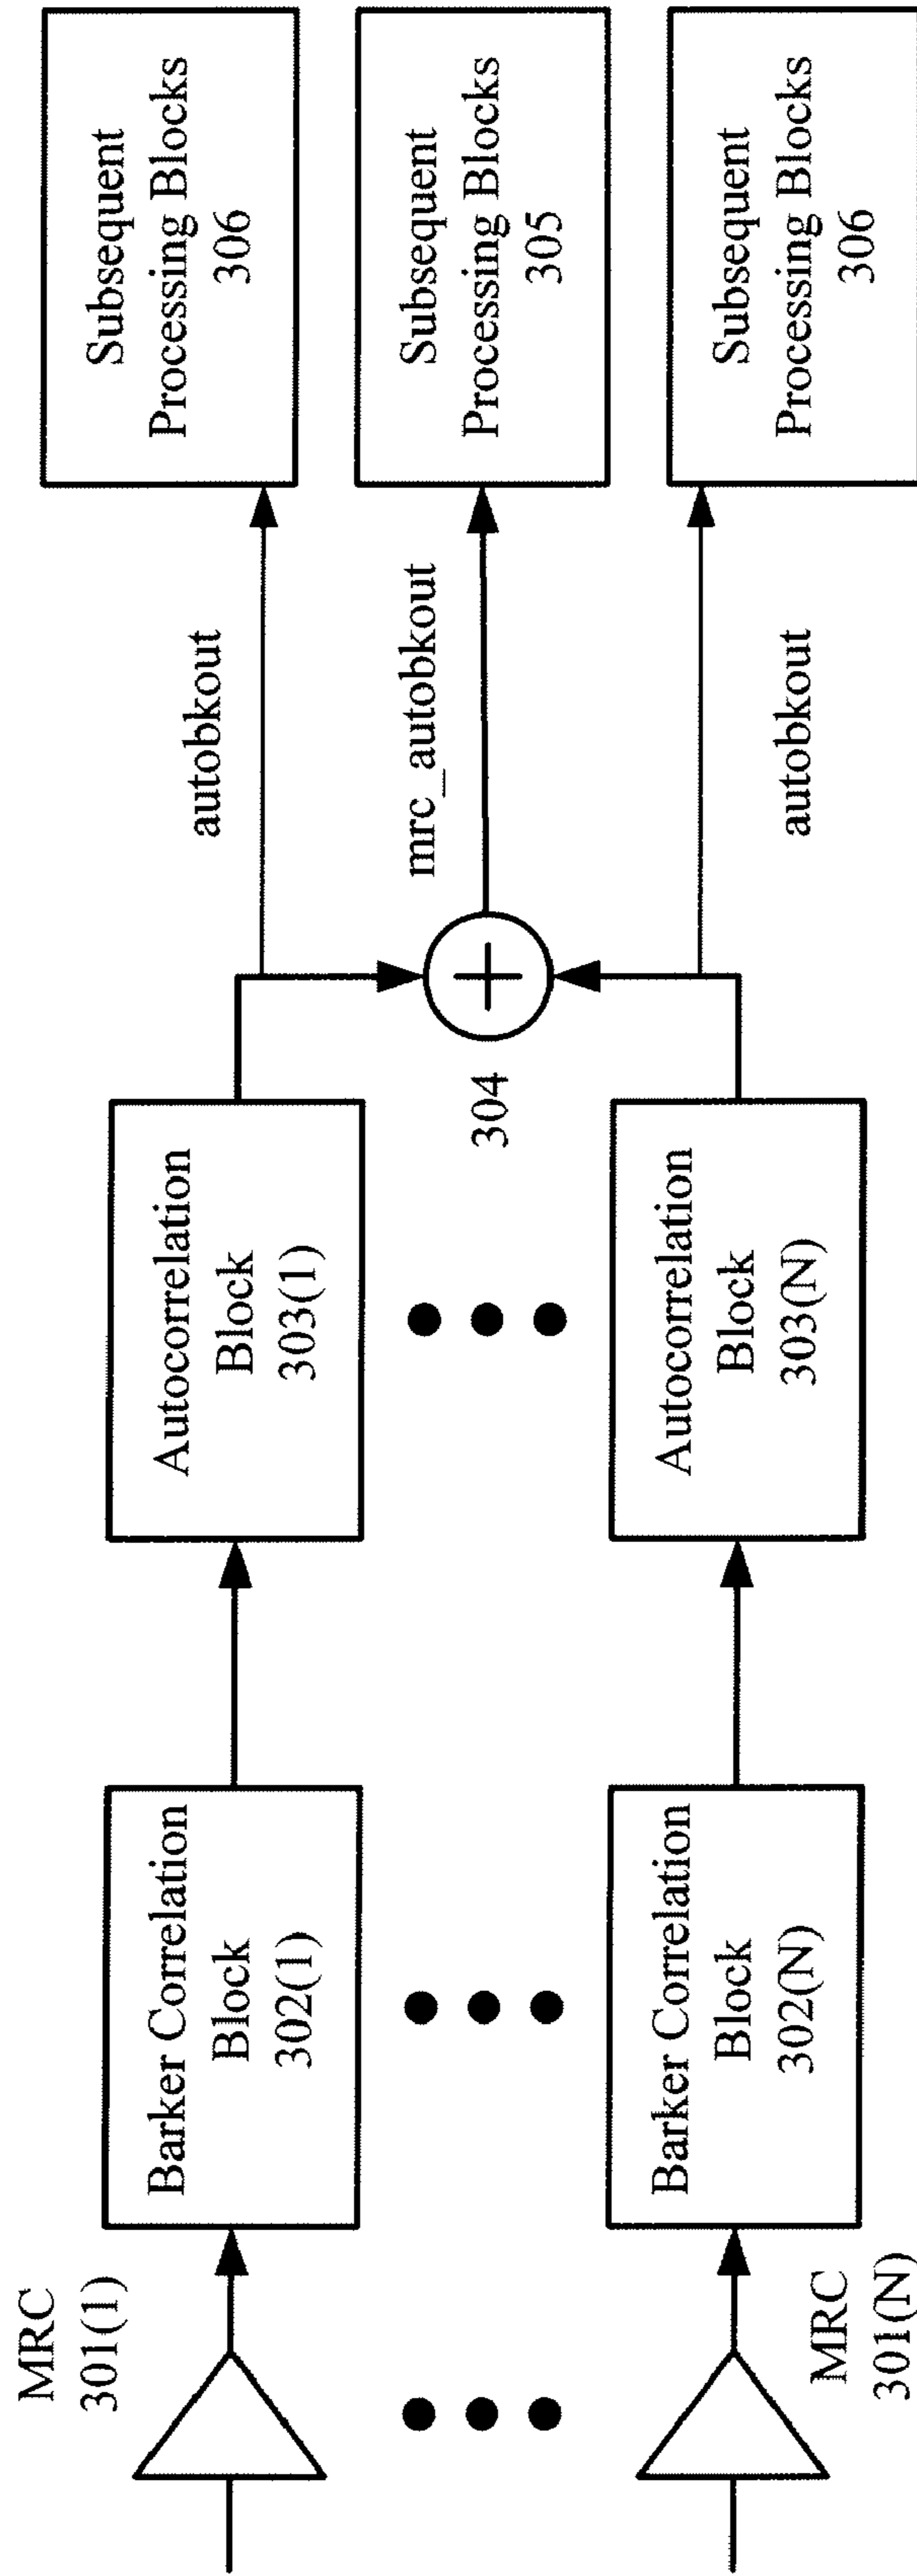 MRC
301(1)
Barker Correlation
Block
302(1)
Autocorrelation
Block
303(1)
autobkout
Subsequent
Processing Blocks
306
304
mrc_autobkout
Subsequent
Processing Blocks
305
MRC
301(N)
Barker Correlation
Block
302(N)
Autocorrelation
Block
303(N)
autobkout
Subsequent
Processing Blocks
306